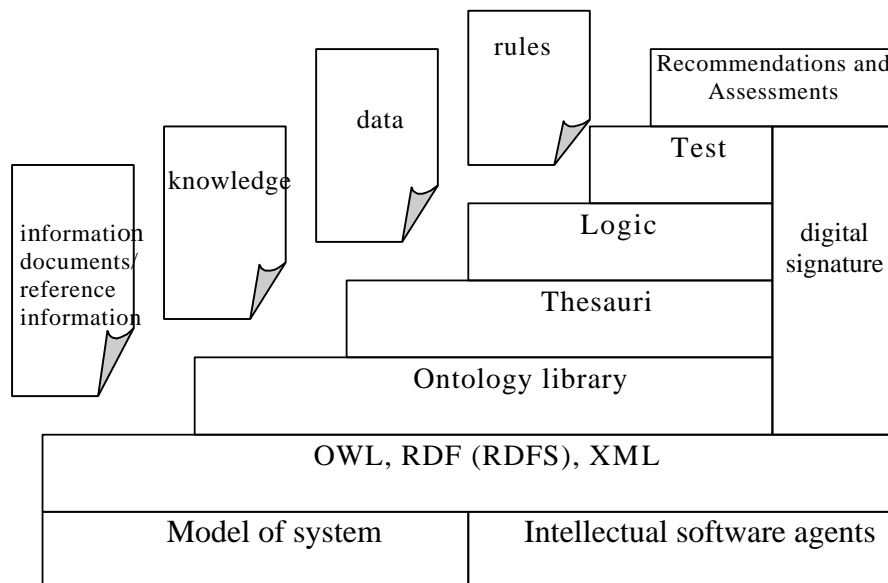 rules
Recommendations and
Assessments
data
Test
knowledge
information
documents/
reference
information
Logic
digital
signature
Thesauri
Ontology library
OWL, RDF (RDFS), XML
Model of system
Intellectual software agents